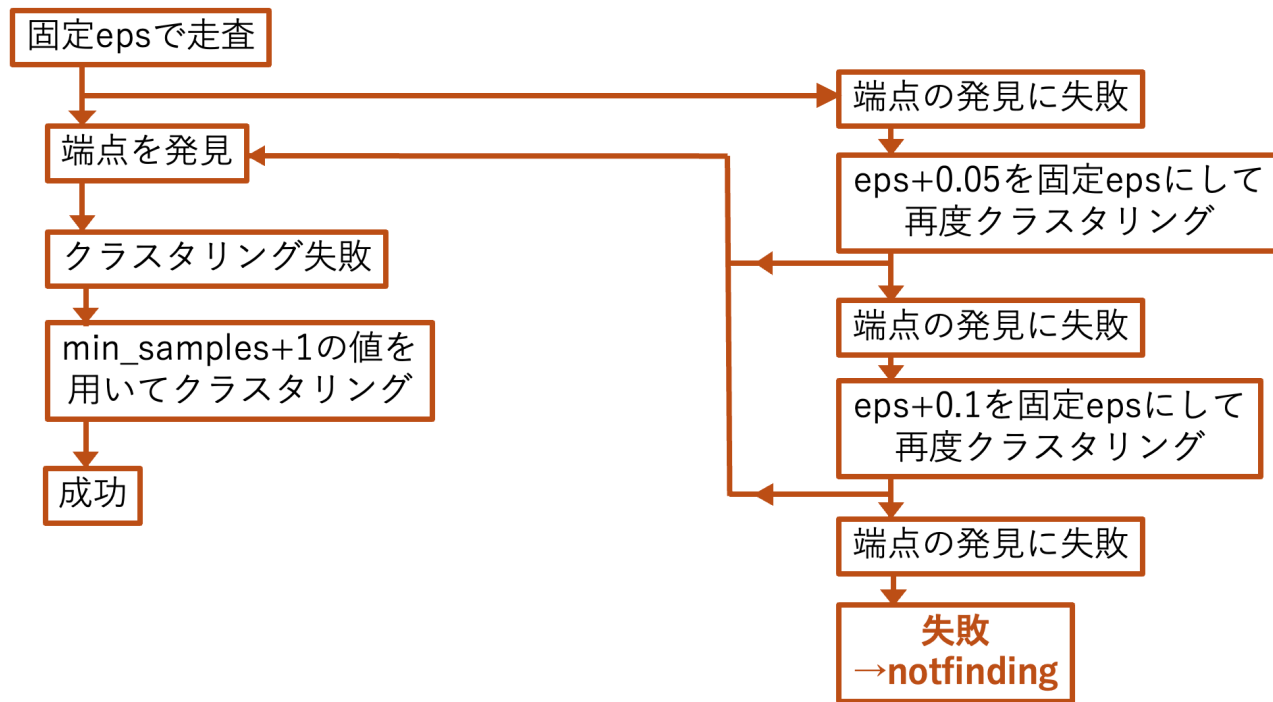 固定epsで走査
端点を発見
クラスタリング失敗
min_samples+1の値を
用いてクラスタリング
成功
端点の発見に失敗
eps+0.05を固定epsにして
再度クラスタリング
端点の発見に失敗
eps+0.1を固定epsにして
再度クラスタリング
端点の発見に失敗
失敗
→notfinding